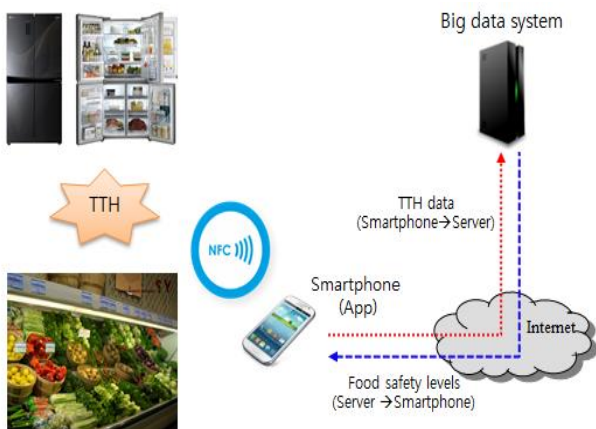 Big data system
TTH
TTH data
(Smartphone→Server)
NFC
Smartphone
(App)
Internet
Food safety levels
(Server →Smartphone)